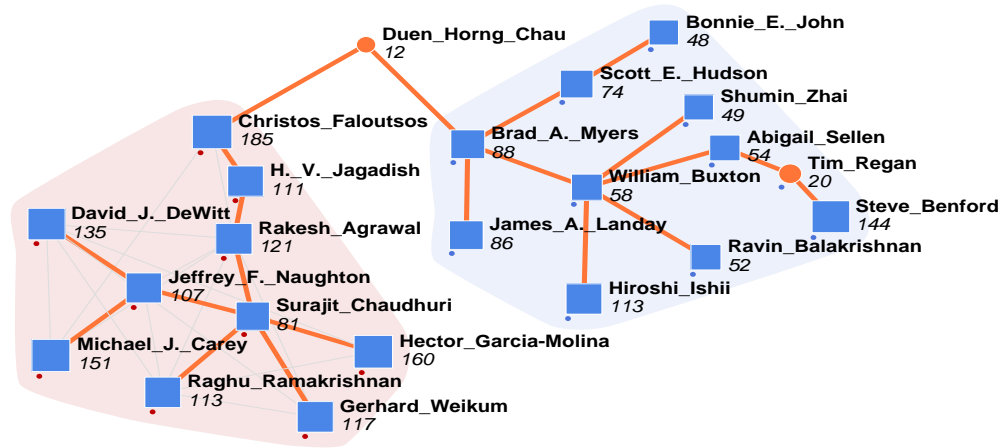 Bonnie_E._John
48
Duen_Horng_Chau
12
Scott_E._Hudson
74
Shumin_Zhai
49
Christos_Faloutsos
185
Brad_A._Myers
88
Abigail_Sellen
54
Tim_Regan
20
H._V._Jagadish
111
William_Buxton
58
David_J._DeWitt
135
Rakesh_Agrawal
121
James_A._Landay
86
Steve_Benford
144
Ravin_Balakrishnan
52
Jeffrey_F._Naughton
107
Surajit_Chaudhuri
81
Hiroshi_Ishii
113
Michael_J._Carey
151
Hector_Garcia-Molina
160
Raghu_Ramakrishnan
113
Gerhard_Weikum
117